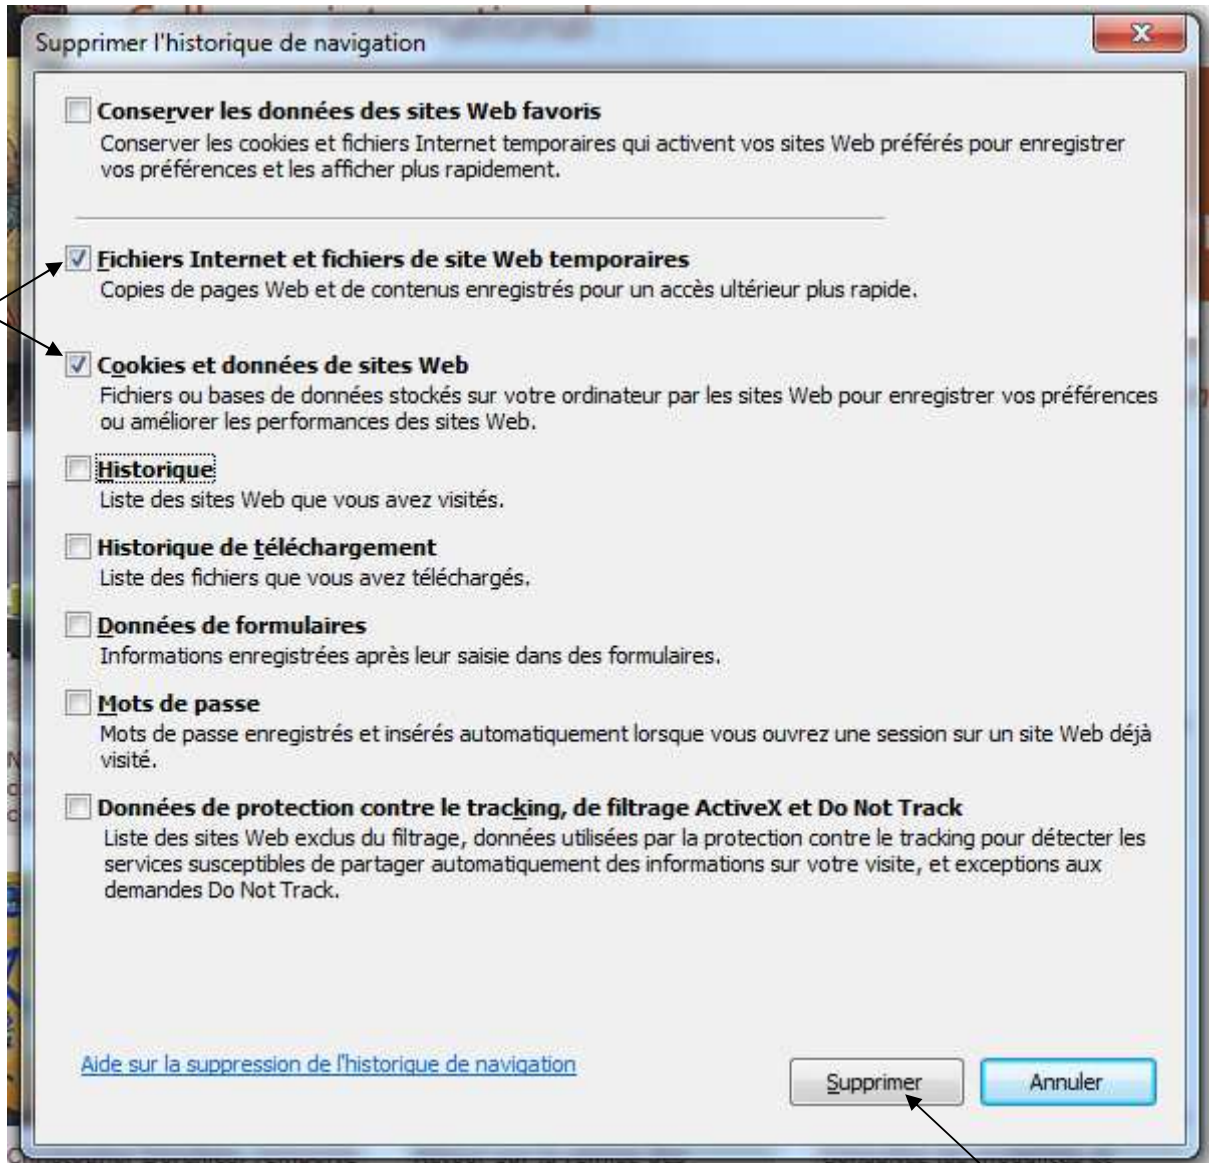 Supprimer l'historique de navigation
Conserver les données des sites Web favoris
Conserver les cookies et fichiers Internet temporaires qui activent vos sites Web préférés pour enregistrer
vos préférences et les afficher plus rapidement.
Fichiers Internet et fichiers de site Web temporaires
Copies de pages Web et de contenus enregistrés pour un accès ultérieur plus rapide.
Cookies et données de sites Web
Fichiers ou bases de données stockés sur votre ordinateur par les sites Web pour enregistrer vos préférences
ou améliorer les performances des sites Web.
Historique
Liste des sites Web que vous avez visités.
Historique de téléchargement
Liste des fichiers que vous avez téléchargés.
Données de formulaires
Informations enregistrées après leur saisie dans des formulaires.
Mots de passe
Mots de passe enregistrés et insérés automatiquement lorsque vous ouvrez une session sur un site Web déjà
visité.
Données de protection contre le tracking, de filtrage ActiveX et Do Not Track
Liste des sites Web exclus du filtrage, données utilisées par la protection contre le tracking pour détecter les
services susceptibles de partager automatiquement des informations sur votre visite, et exceptions aux
demandes Do Not Track.
Aide sur la suppression de l'historique de navigation
Supprimer
Annuler